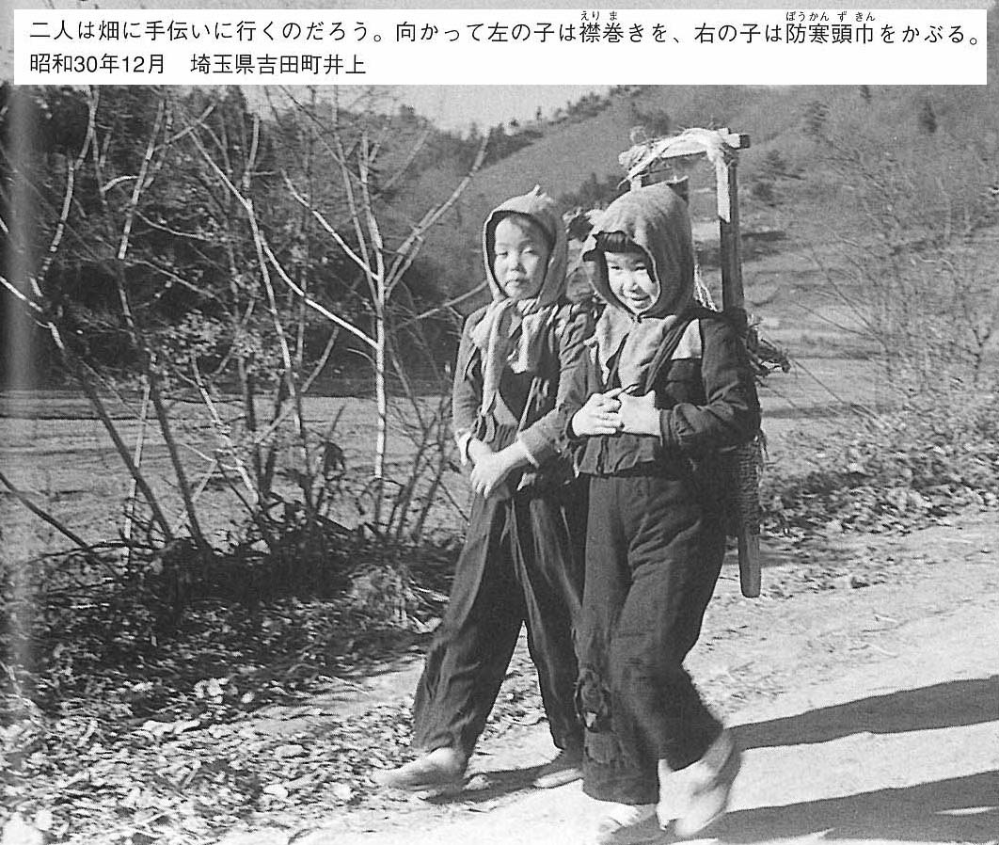 二人は畑に手伝いに行くのだろう。向かって左の子は襟巻きを、右の子は防寒頭巾をかぶる。
昭和30年12月　埼玉県吉田町井上